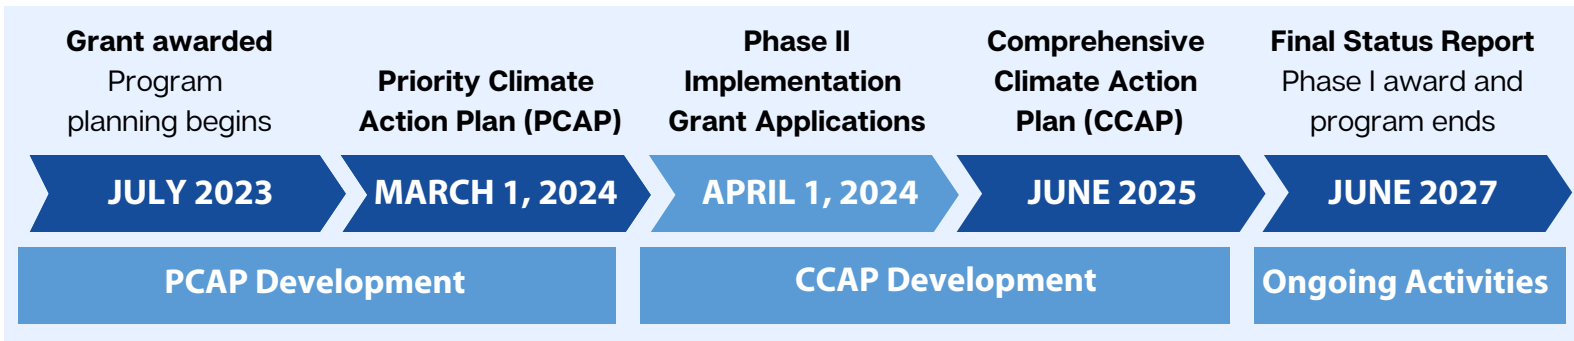 Grant awarded
Program
planning begins
Priority Climate
Action Plan (PCAP)
Phase II
Implementation
Grant Applications
Comprehensive
Climate Action
Plan (CCAP)
Final Status Report
Phase I award and
program ends
JULY 2023
MARCH 1, 2024
APRIL 1, 2024
JUNE 2025
JUNE 2027
PCAP Development
CCAP Development
Ongoing Activities